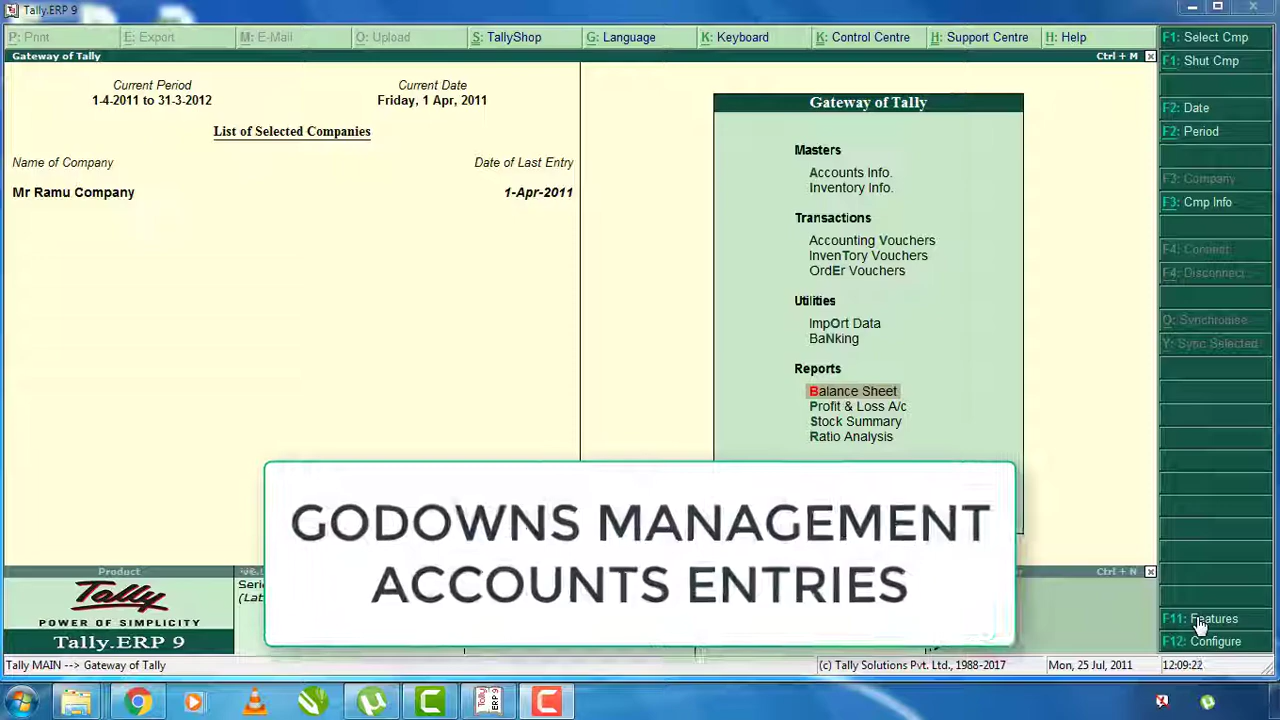 Tally.ERP 9
P: Print
E: Export
M: E-Mail
O: Upload
S: TallyShop
G: Language
K: Keyboard
K: Control Centre
H: Support Centre
H: Help
F1: Select Cmp
F1: Shut Cmp
F2: Date
F2: Period
F3: Company
F3: Cmp Info
F4: Connect
F4: Disconnect
O: Synchronise
Y: Sync Selected
F11: Features
F12: Configure
Gateway of Tally
Ctrl + M
Current Period
1-4-2011 to 31-3-2012
Current Date
Friday, 1 Apr, 2011
List of Selected Companies
Name of Company
Date of Last Entry
Mr Ramu Company
1-Apr-2011
Gateway of Tally
Masters
Accounts Info.
Inventory Info.
Transactions
Accounting Vouchers
InvenTory Vouchers
OrdEr Vouchers
Utilities
ImpOrt Data
BaNking
Reports
Balance Sheet
Profit & Loss A/c
Stock Summary
Ratio Analysis
GODOWNS MANAGEMENT
ACCOUNTS ENTRIES
Product
Ctrl + N
Tally
POWER OF SIMPLICITY
Tally.ERP 9
Tally MAIN --> Gateway of Tally
(c) Tally Solutions Pvt. Ltd., 1988-2017
Mon, 25 Jul, 2011
12:09:22